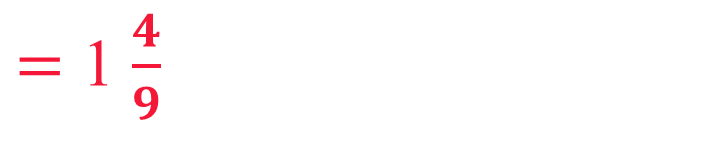 = 1 4/9